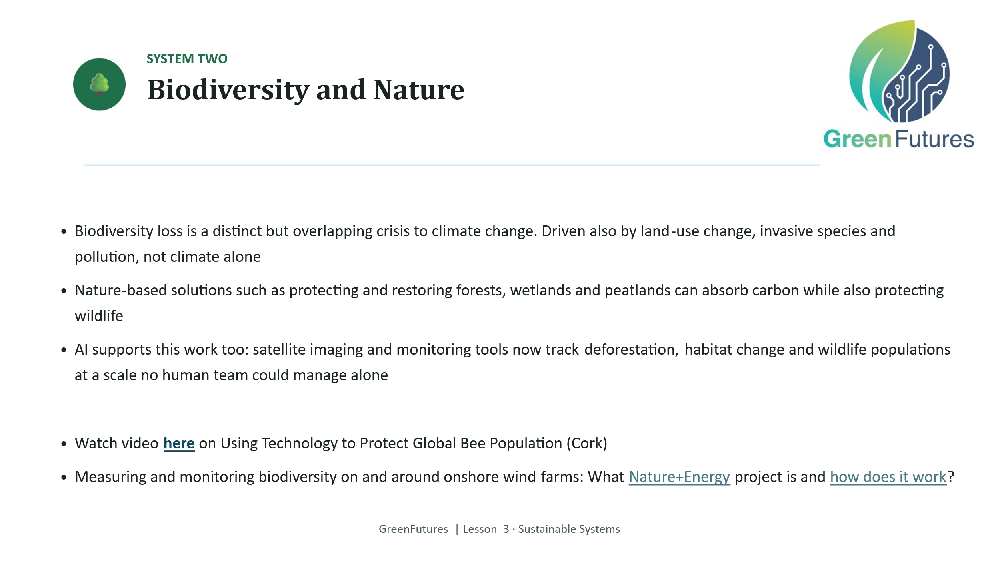 SYSTEM TWO
Biodiversity and Nature
GreenFutures
• Biodiversity loss is a distinct but overlapping crisis to climate change. Driven also by land-use change, invasive species and
pollution, not climate alone
• Nature-based solutions such as protecting and restoring forests, wetlands and peatlands can absorb carbon while also protecting
wildlife
• AI supports this work too: satellite imaging and monitoring tools now track deforestation, habitat change and wildlife populations
at a scale no human team could manage alone
• Watch video here on Using Technology to Protect Global Bee Population (Cork)
• Measuring and monitoring biodiversity on and around onshore wind farms: What Nature+Energy project is and how does it work?
GreenFutures | Lesson 3 · Sustainable Systems